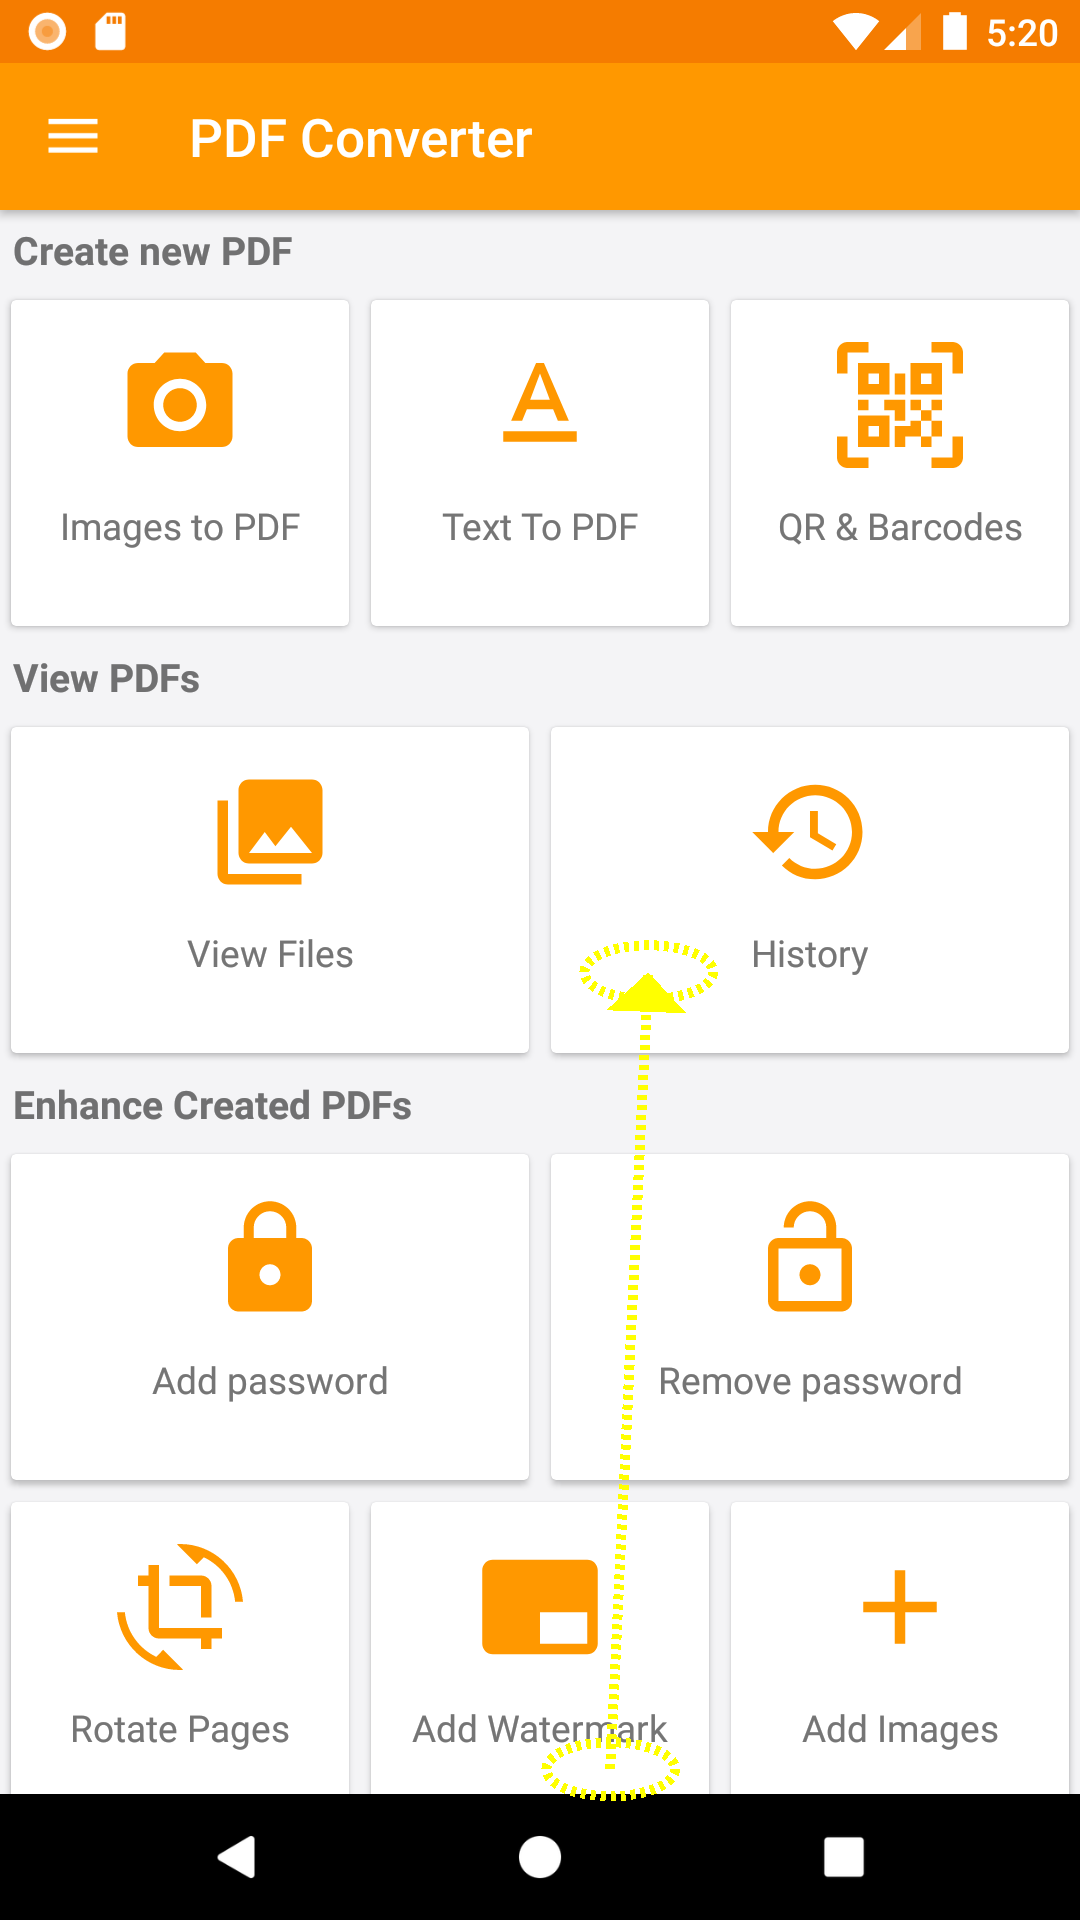 5:20
PDF Converter
Create new PDF
Images to PDF
Text To PDF
QR & Barcodes
View PDFs
View Files
History
Enhance Created PDFs
Add password
Remove password
Rotate Pages
Add Watermark
Add Images